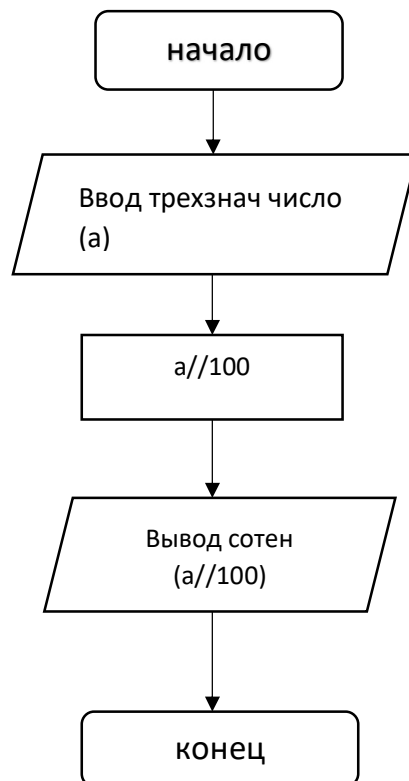 начало
Ввод трехзнач число
(а)
а//100
Вывод сотен
(а//100)
конец